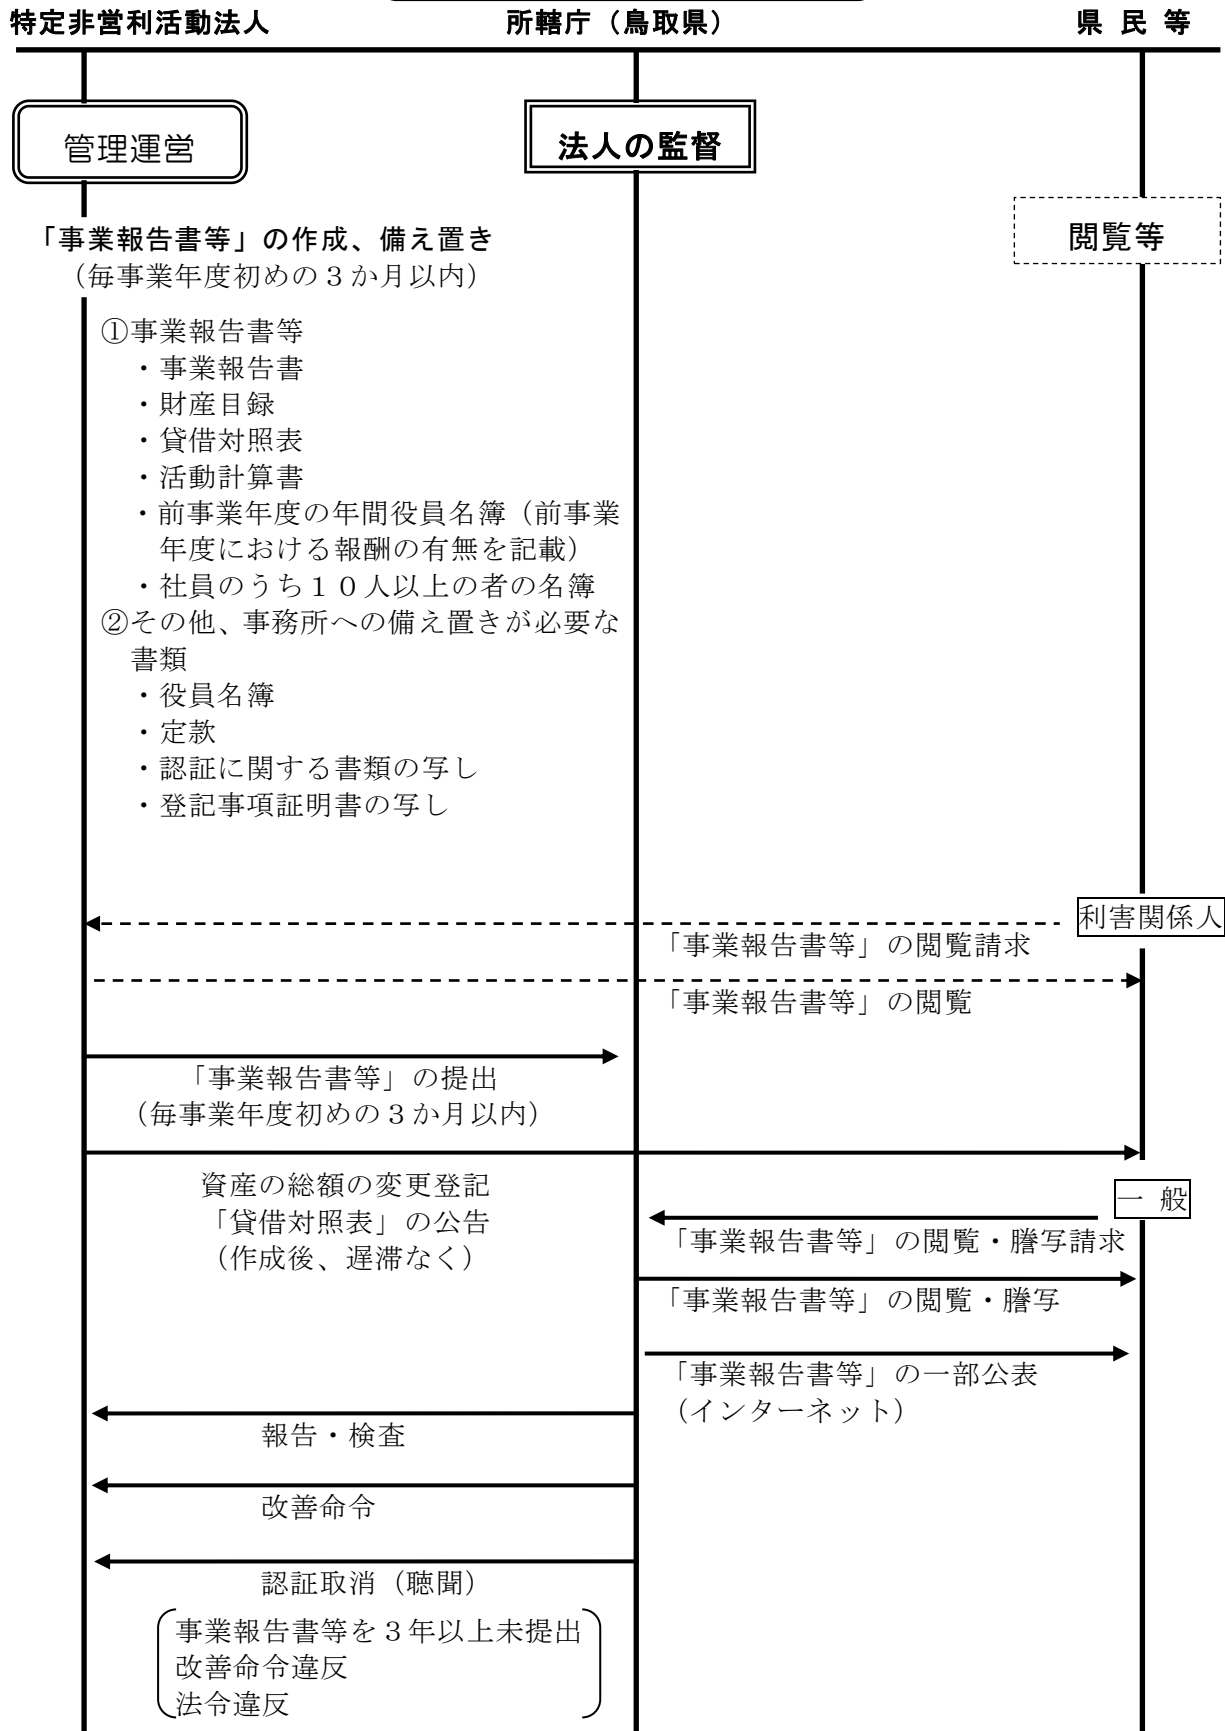 特定非営利活動法人
所轄庁（鳥取県）
県 民 等
管理運営
法人の監督
閲覧等
「事業報告書等」の作成、備え置き
（毎事業年度初めの３か月以内）
①事業報告書等
・事業報告書
・財産目録
・貸借対照表
・活動計算書
・前事業年度の年間役員名簿（前事業
年度における報酬の有無を記載）
・社員のうち１０人以上の者の名簿
②その他、事務所への備え置きが必要な
書類
・役員名簿
・定款
・認証に関する書類の写し
・登記事項証明書の写し
利害関係人
「事業報告書等」の閲覧請求
「事業報告書等」の閲覧
「事業報告書等」の提出
（毎事業年度初めの３か月以内）
資産の総額の変更登記
「貸借対照表」の公告
（作成後、遅滞なく）
一 般
「事業報告書等」の閲覧・謄写請求
「事業報告書等」の閲覧・謄写
「事業報告書等」の一部公表
（インターネット）
報告・検査
改善命令
認証取消（聴聞）
事業報告書等を３年以上未提出
改善命令違反
法令違反